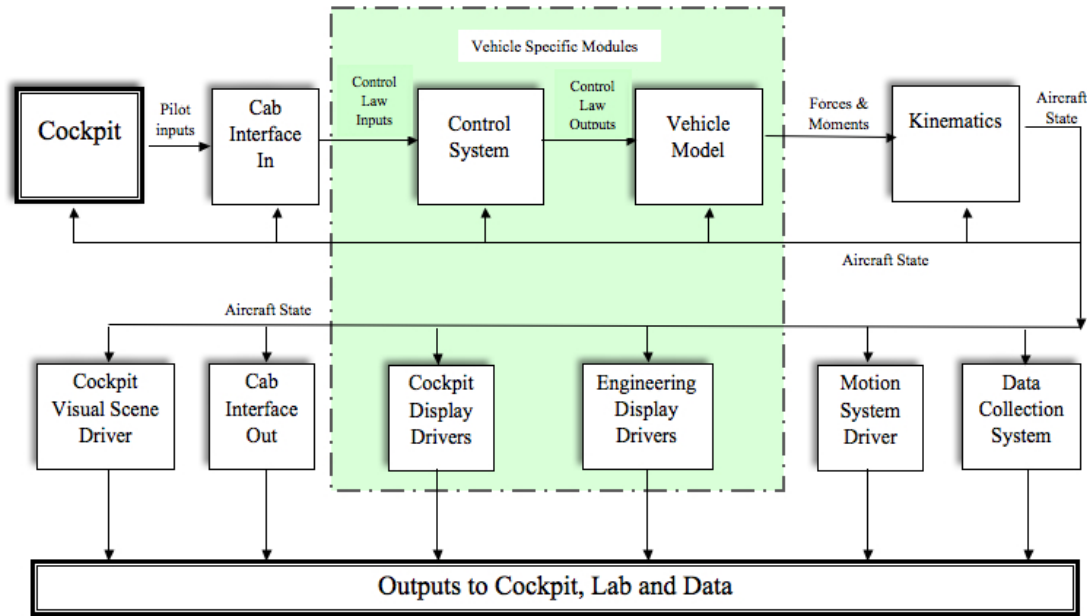 Vehicle Specific Modules
Cockpit
Pilot
inputs
Cab
Interface
In
Control
Law
Inputs
Control
System
Control
Law
Outputs
Vehicle
Model
Forces &
Moments
Kinematics
Aircraft
State
Aircraft State
Aircraft State
Cockpit
Visual Scene
Driver
Cab
Interface
Out
Cockpit
Display
Drivers
Engineering
Display
Drivers
Motion
System
Driver
Data
Collection
System
Outputs to Cockpit, Lab and Data